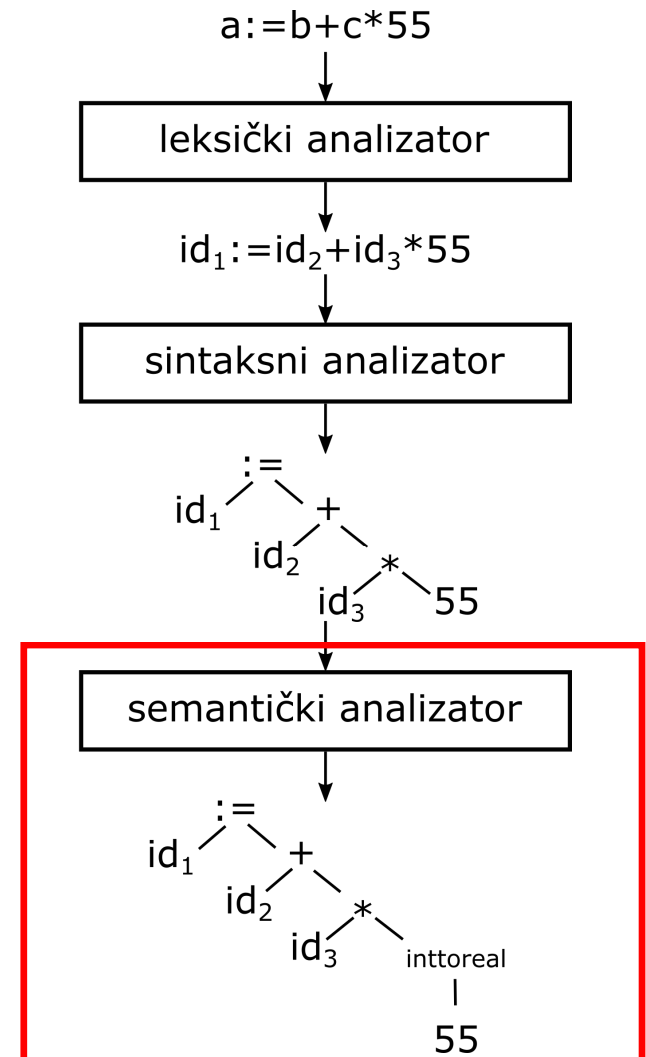 a:=b+c*55
leksički analizator
id₁:=id₂+id₃*55
sintaksni analizator
:=
id₁
+
id₂
*
id₃
55
semantički analizator
:=
id₁
+
id₂
*
id₃
inttoreal
55